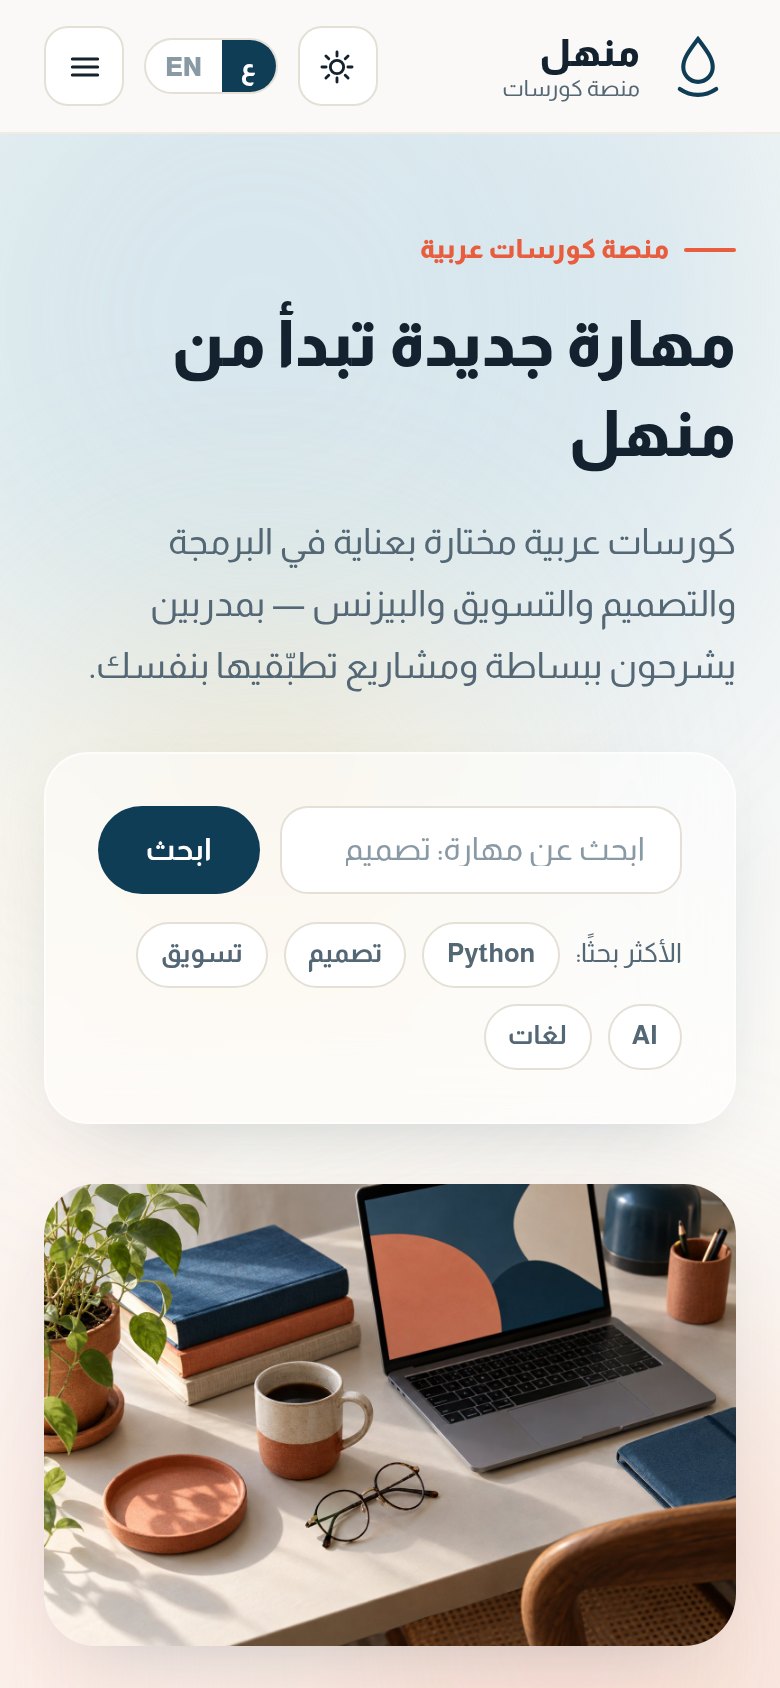 منهل
منصة كورسات
ع EN
منصة كورسات عربية
مهارة جديدة تبدأ من
منهل
كورسات عربية مختارة بعناية في البرمجة
والتصميم والتسويق والبيزنس — بمدربين
يشرحون ببساطة ومشاريع تطبّقيها بنفسك.
ابحث عن مهارة: تصميم
ابحث
الأكثر بحثًا: Python تصميم تسويق
AI لغات